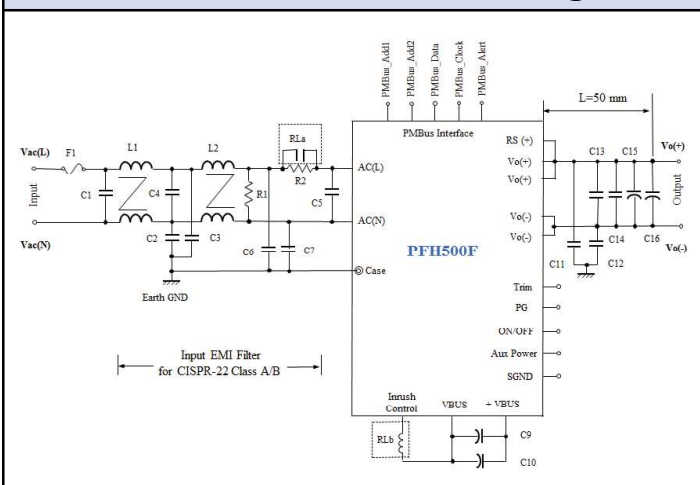 PMBus_Add1
PMBus_Add2
PMBus_Data
PMBus_Clock
PMBus_Alert
L=50 mm
PMBus Interface
RLa
RS (+)
C13
C15
Vo(+)
Vac(L)
F1
L1
L2
R2
AC(L)
Vo(+)
Vo(+)
Input
C1
C4
R1
C5
Output
C2
C3
AC(N)
Vo(-)
Vo(-)
C14
C16
Vo(-)
Vac(N)
C6
C7
PFH500F
C11
C12
Case
Earth GND
Trim
PG
ON/OFF
Aux Power
SGND
Input EMI Filter
for CISPR-22 Class A/B
Inrush
Control
VBUS
+ VBUS
RLb
C9
C10